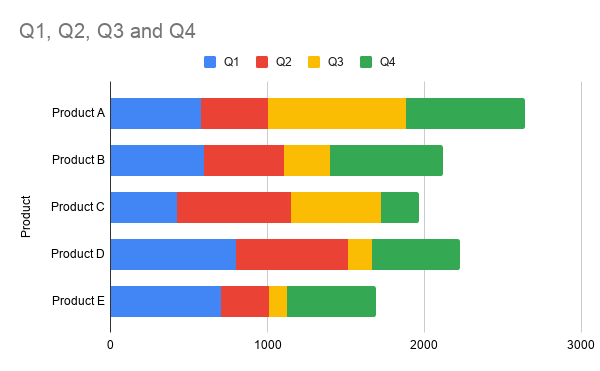 Q1, Q2, Q3 and Q4
Q1 Q2 Q3 Q4
Product A
Product B
Product C
Product D
Product E
Product
0 1000 2000 3000